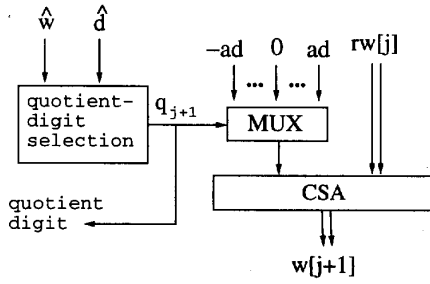 ŵ
d̂
−ad ... 0 ... ad
rw[j]
quotient-
digit
selection
q_{j+1}
MUX
CSA
quotient
digit
w[j+1]